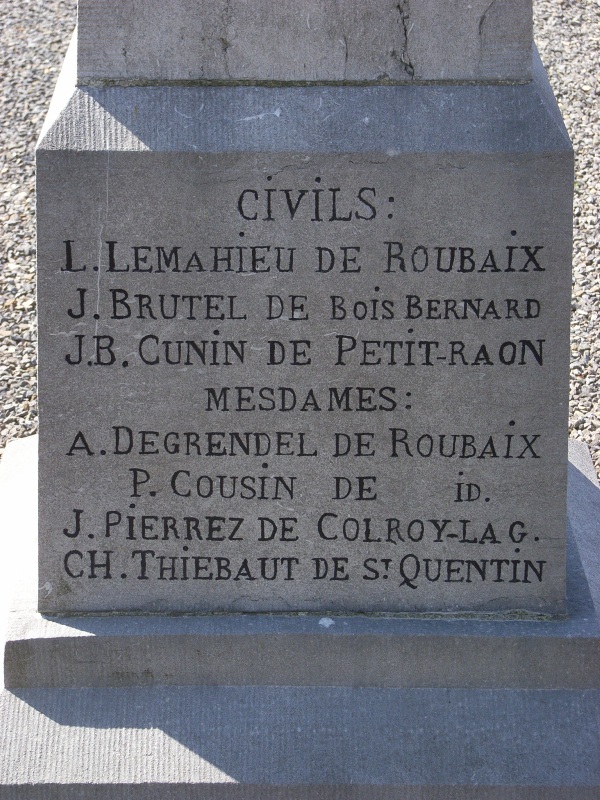 CIVILS:
L. LEMAHIEU DE ROUBAIX
J. BRUTEL DE BOIS BERNARD
J.B. CUNIN DE PETIT-RAON
MESDAMES:
A. DEGRENDEL DE ROUBAIX
P. COUSIN DE ID.
J. PIERREZ DE COLROY-LA G.
CH. THIEBAUT DE ST QUENTIN